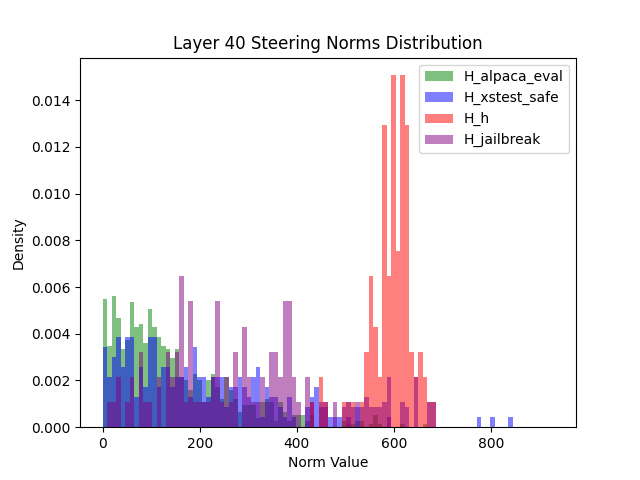 Layer 40 Steering Norms Distribution
H_alpaca_eval
H_xstest_safe
H_h
H_jailbreak
Density
0.014
0.012
0.010
0.008
0.006
0.004
0.002
0.000
0
200
400
600
800
Norm Value